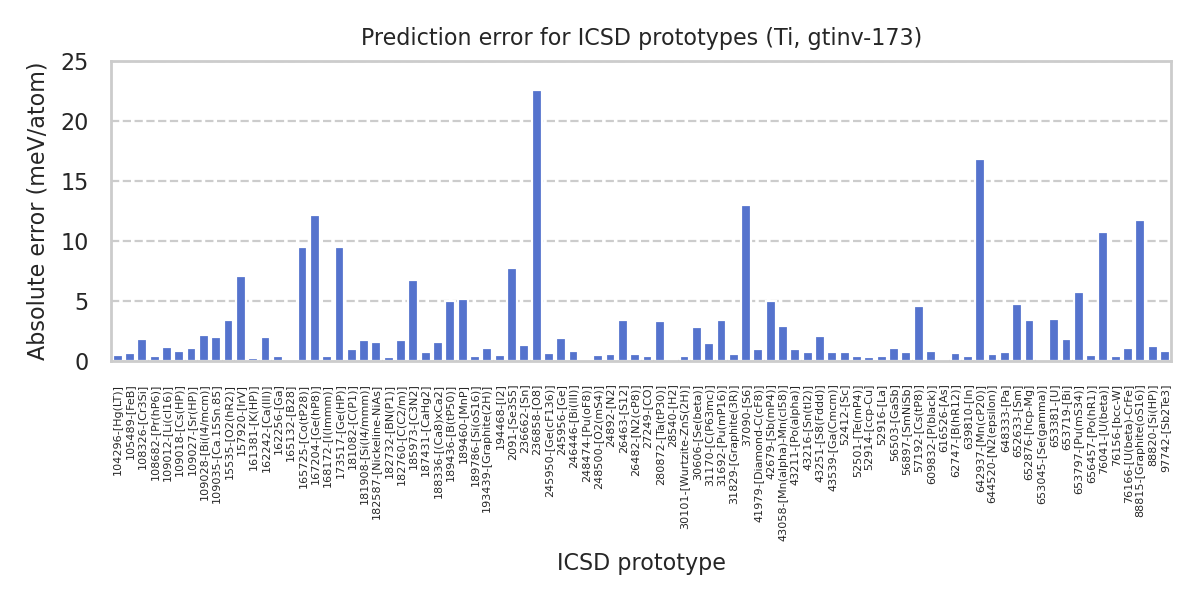 Prediction error for ICSD prototypes (Ti, gtinv-173)
Absolute error (meV/atom)
25
20
15
10
5
0
104296-[Hg(LT)]
105489-[FeB]
108326-[Cr3Si]
108682-[Pr(hP6)]
109012-[Li(cI16)]
109018-[Cs(HP)]
109027-[Sr(HP)]
109028-[Bi(I4/mcm)]
109035-[Ca.15Sn.85]
15535-[O2(hR2)]
157920-[IrV]
161381-[K(HP)]
162242-[Ca(III)]
162256-[Ga]
165132-[B28]
165725-[Co(tP28)]
167204-[Ge(hP8)]
168172-[I(Immm)]
173517-[Ge(HP)]
181082-[C(P1)]
181908-[Si(I4/mmm)]
182587-[Nickeline-NiAs]
182732-[BN(P1)]
182760-[C(C2/m)]
185973-[C3N2]
187431-[CaHg2]
188336-[(Ca8)xCa2]
189436-[B(tP50)]
189460-[MnP]
189786-[Si(oS16)]
193439-[Graphite(2H)]
194468-[I2]
2091-[Se3S5]
236662-[Sn]
236858-[O8]
245950-[Ge(cF136)]
245956-[Ge]
246446-[Bi(III)]
248474-[Pu(oF8)]
248500-[O2(mS4)]
24892-[N2]
26463-[S12]
26482-[N2(cP8)]
27249-[CO]
280872-[Ta(tP30)]
28540-[H2]
30101-[Wurtzite-ZnS(2H)]
30606-[Se(beta)]
31170-[C(P63mc)]
31692-[Pu(mP16)]
31829-[Graphite(3R)]
37090-[S6]
41979-[Diamond-C(cF8)]
42679-[Sb(mP4)]
43058-[Mn(alpha)-Mn(cI58)]
43211-[Po(alpha)]
43216-[Sn(tI2)]
43251-[S8(Fddd)]
43539-[Ga(Cmcm)]
52412-[Sc]
52501-[Te(mP4)]
52914-[fcc-Cu]
52916-[La]
56503-[GaSb]
56897-[SmNiSb]
57192-[Cs(tP8)]
609832-[P(black)]
616526-[As]
62747-[B(hR12)]
639810-[In]
642937-[Mn(cP20)]
644520-[N2(epsilon)]
648333-[Pa]
652633-[Sm]
652876-[hcp-Mg]
653045-[Se(gamma)]
653381-[U]
653719-[Bi]
653797-[Pu(mS34)]
656457-[Po(hR1)]
76041-[U(beta)]
76156-[bcc-W]
76166-[U(beta)-CrFe]
88815-[Graphite(oS16)]
88820-[Si(HP)]
97742-[Sb2Te3]
ICSD prototype